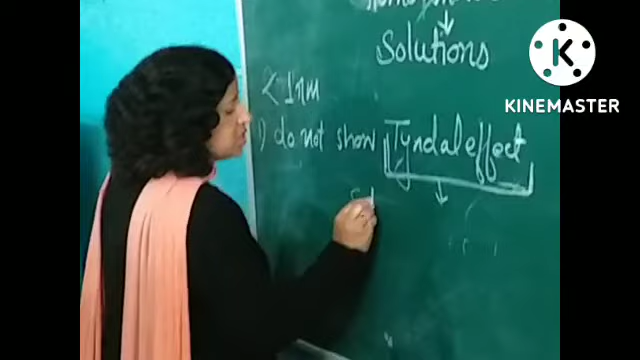 Solutions
< 1nm
1) do not show Tyndal effect
K
KINEMASTER